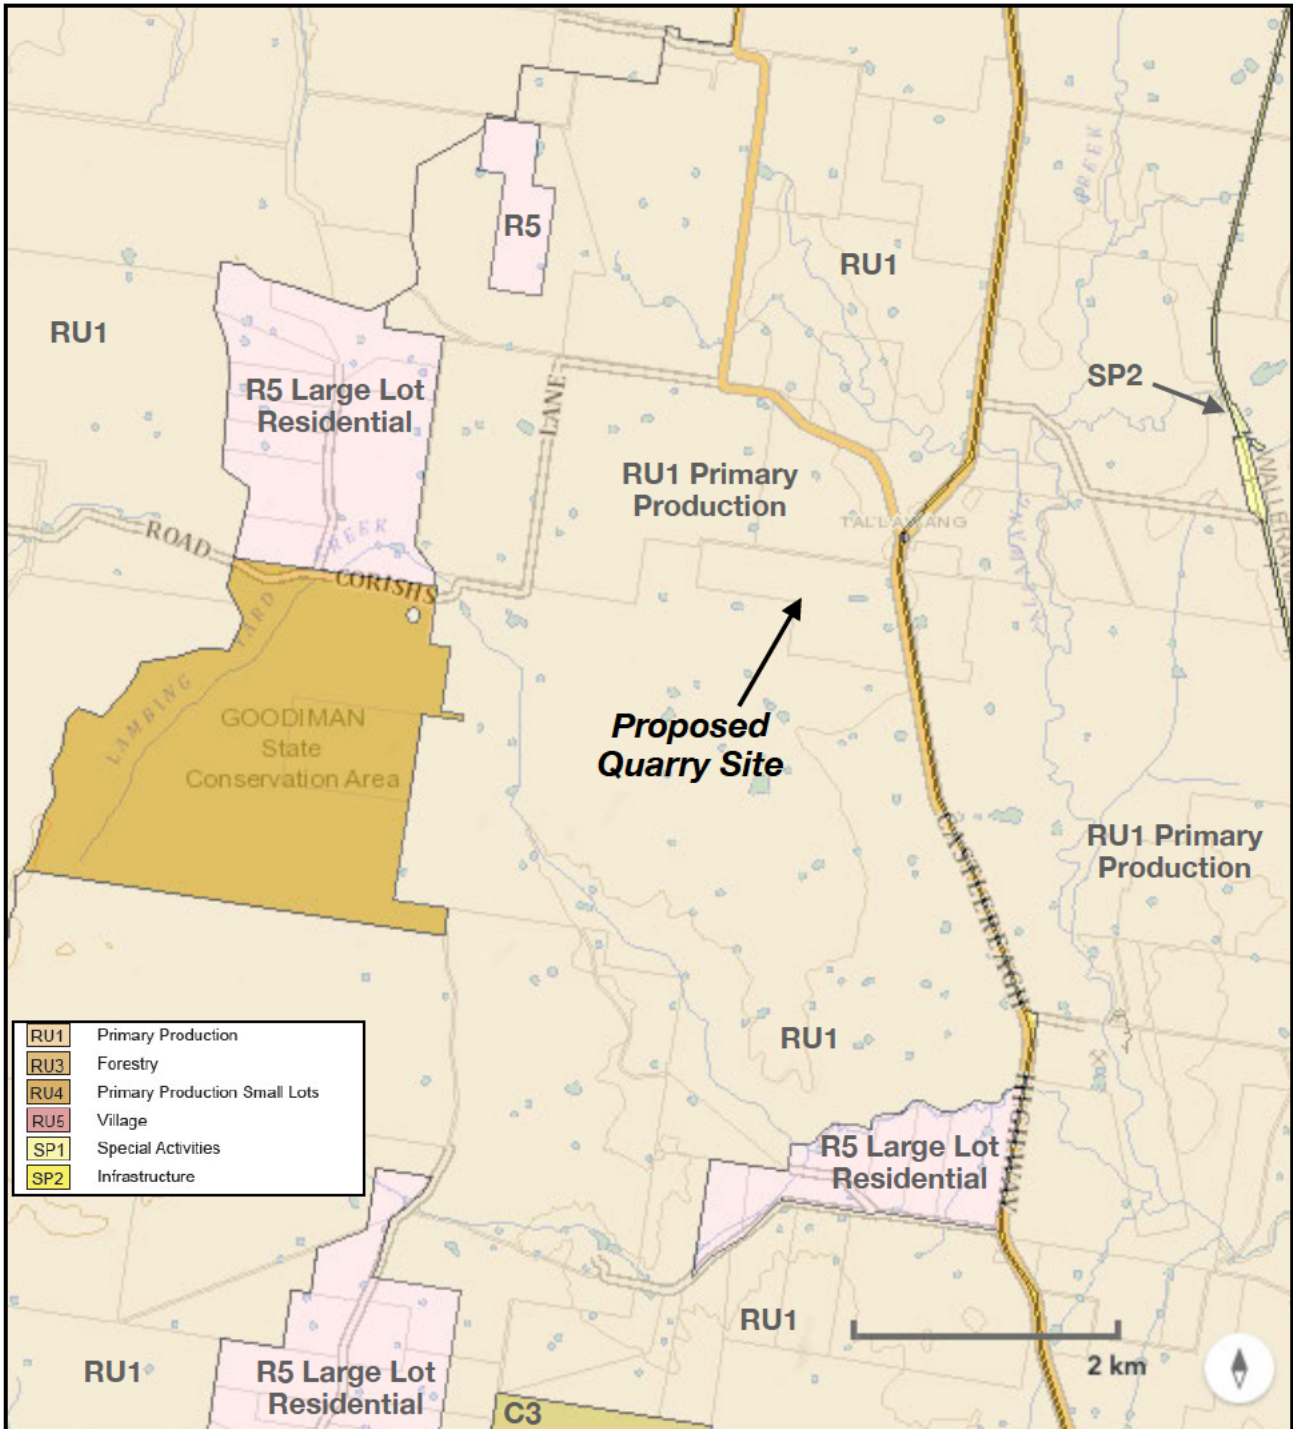 R5
CREEK
RU1
RU1
SP2
R5 Large Lot
Residential
LANE
RU1 Primary
Production
TALLAWANG
ROAD
CREEK
CORISHS
LAMBING YARD
GOODIMAN
State
Conservation Area
Proposed
Quarry Site
CASTLEREAGH
HIGHWAY
RU1 Primary
Production
RU1
RU1 Primary Production
RU3 Forestry
RU4 Primary Production Small Lots
RU5 Village
SP1 Special Activities
SP2 Infrastructure
R5 Large Lot
Residential
RU1
2 km
RU1
R5 Large Lot
Residential
C3